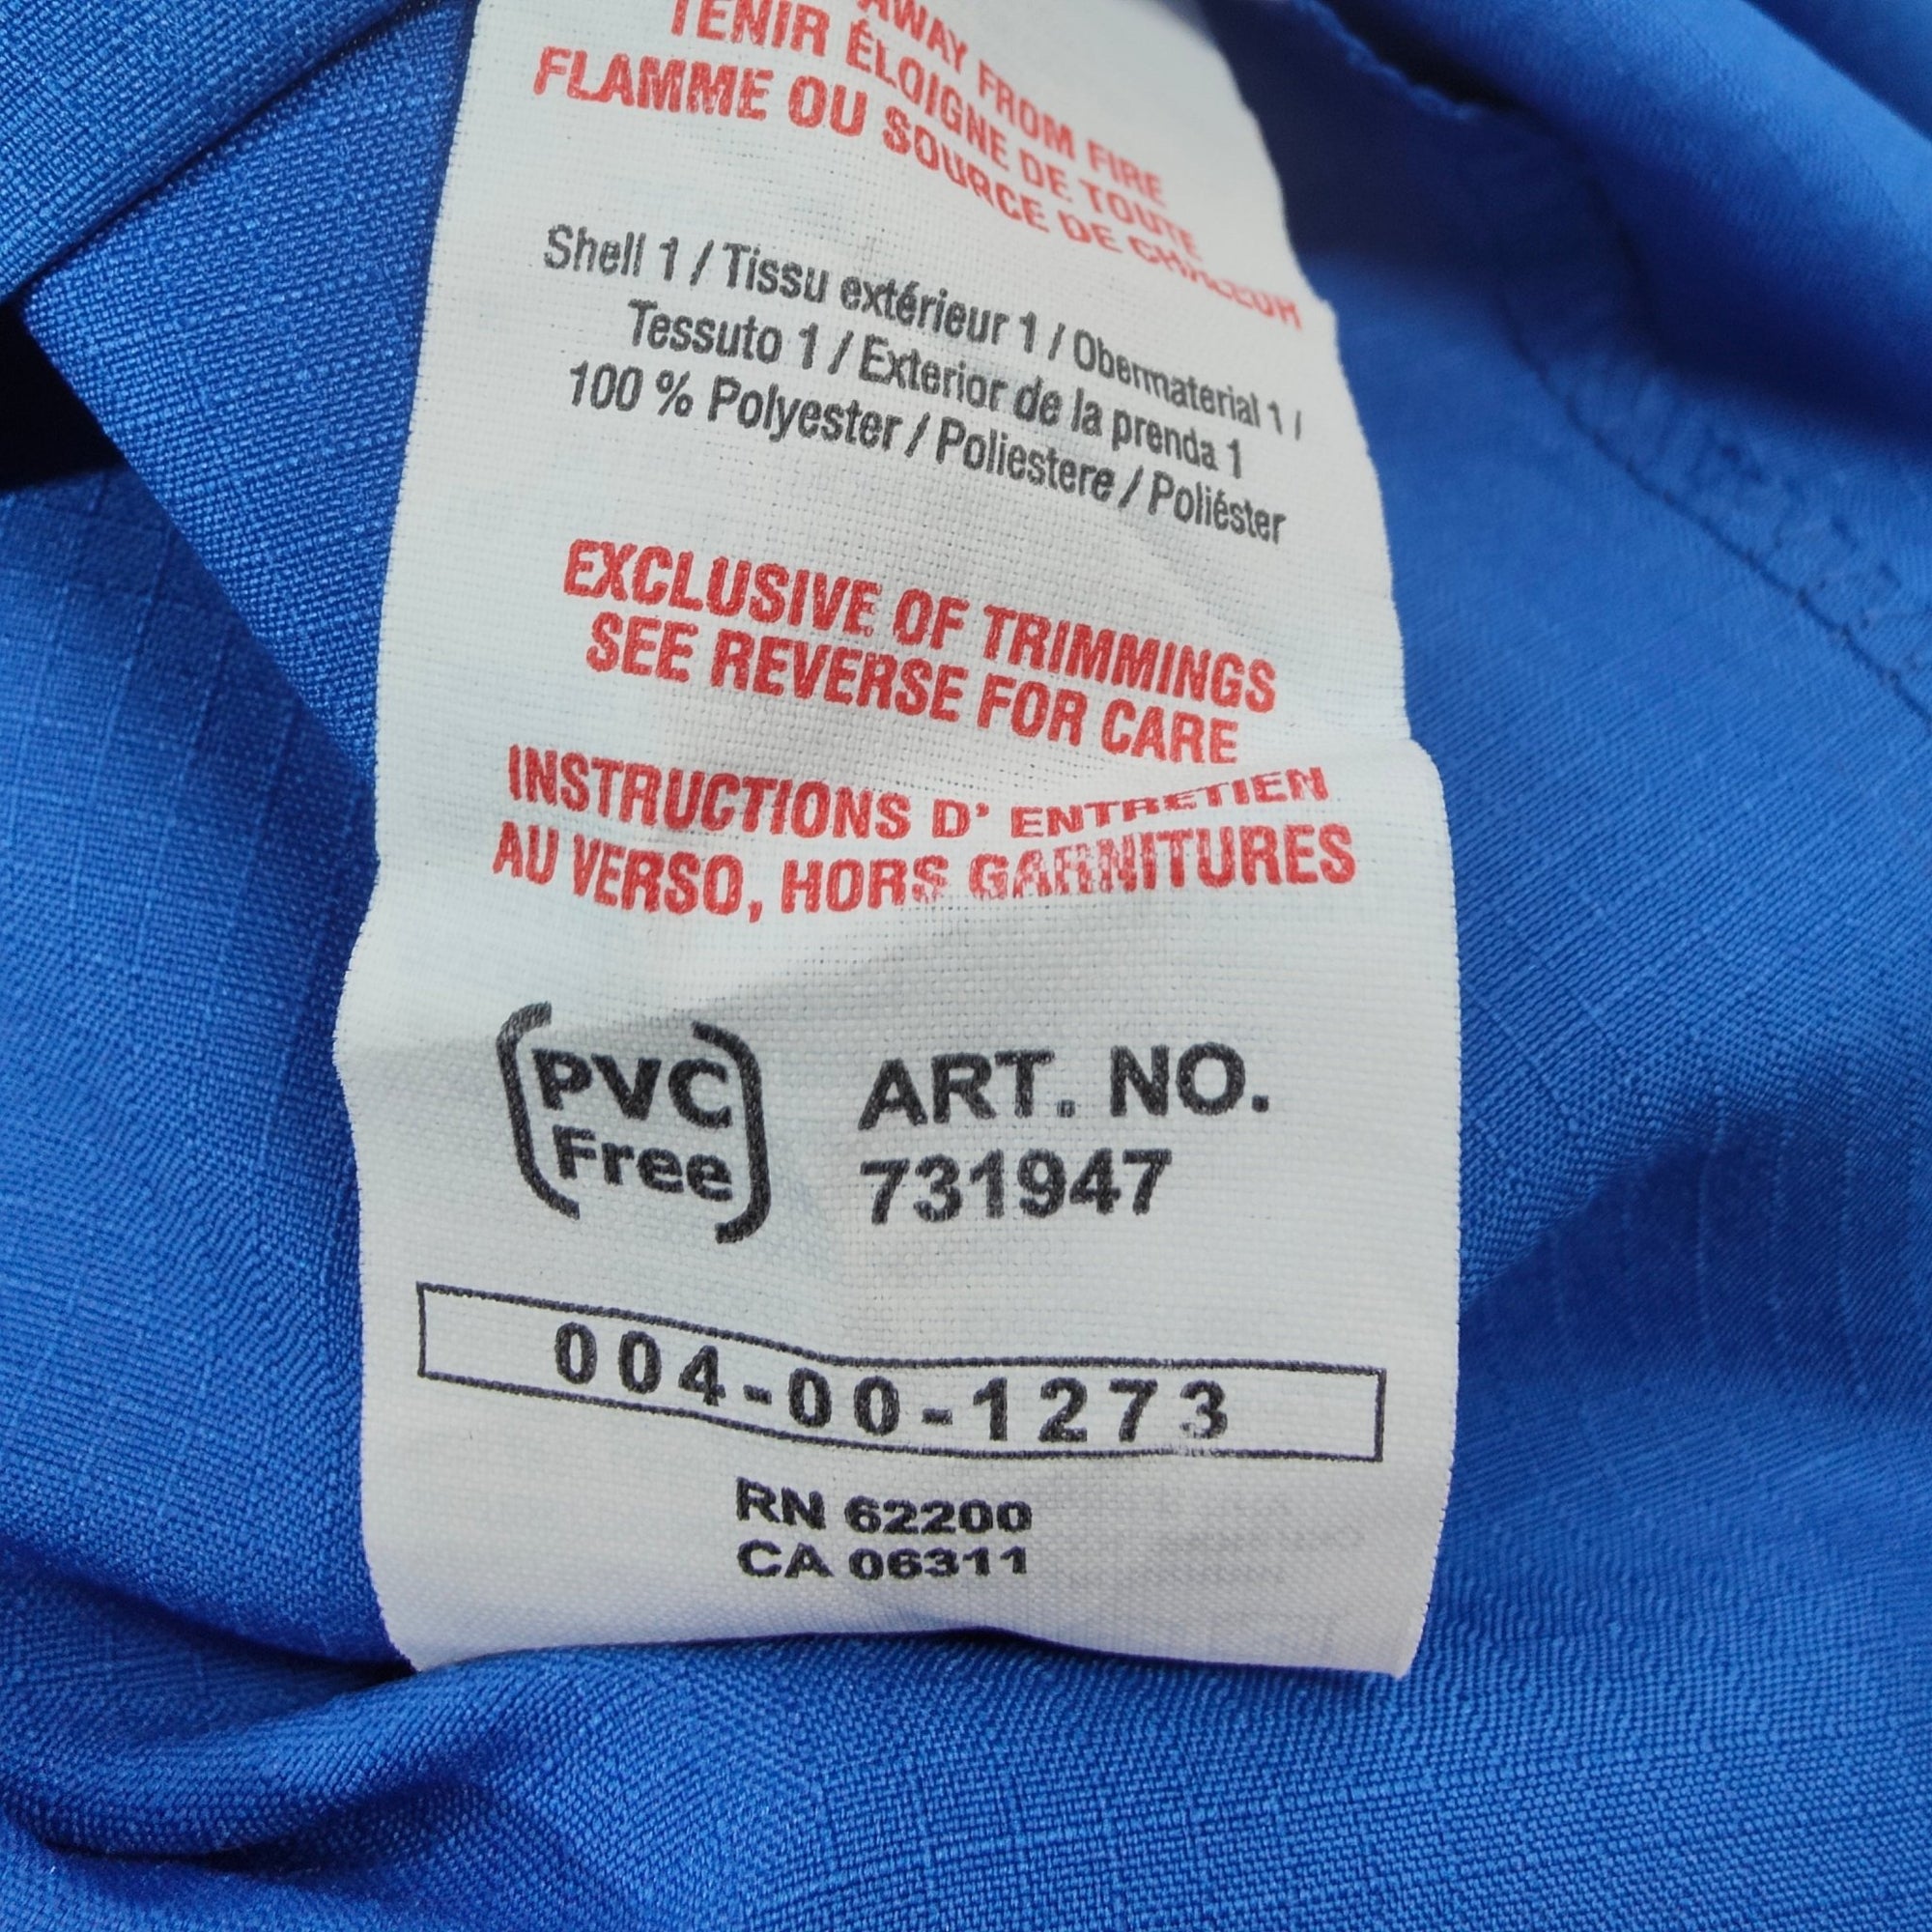 AWAY FROM FIRE
TENIR ÉLOIGNE DE TOUTE
FLAMME OU SOURCE DE CHALEUR
Shell 1 / Tissu extérieur 1 / Obermaterial 1 /
Tessuto 1 / Exterior de la prenda 1
100 % Polyester / Poliestere / Poliéster
EXCLUSIVE OF TRIMMINGS
SEE REVERSE FOR CARE
INSTRUCTIONS D' ENTRETIEN
AU VERSO, HORS GARNITURES
PVC
Free
ART. NO.
731947
004-00-1273
RN 62200
CA 06311